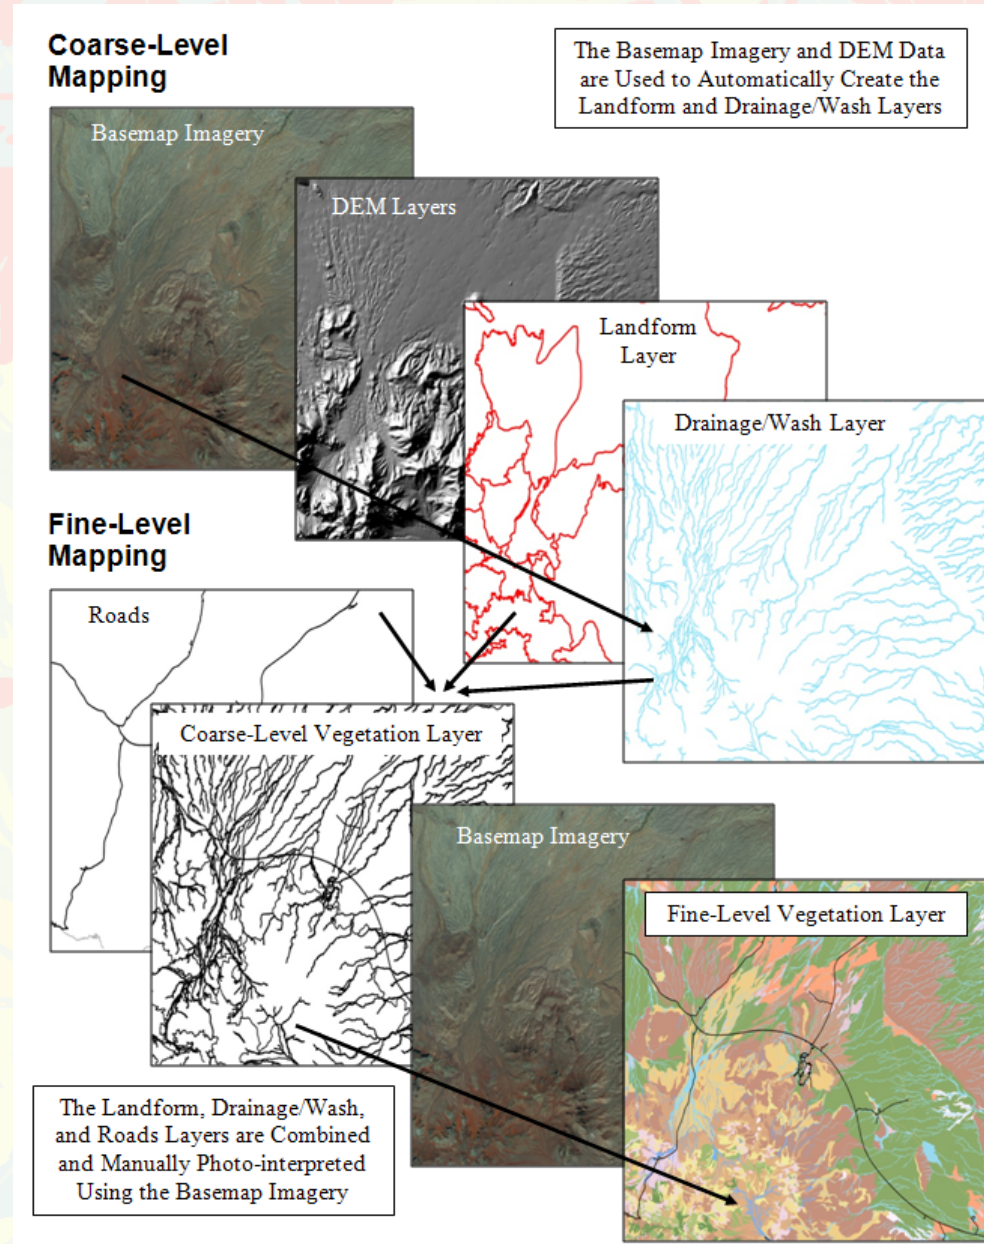 Coarse-Level
Mapping
The Basemap Imagery and DEM Data
are Used to Automatically Create the
Landform and Drainage/Wash Layers
Basemap Imagery
DEM Layers
Landform
Layer
Drainage/Wash Layer
Fine-Level
Mapping
Roads
Coarse-Level Vegetation Layer
Basemap Imagery
Fine-Level Vegetation Layer
The Landform, Drainage/Wash,
and Roads Layers are Combined
and Manually Photo-interpreted
Using the Basemap Imagery